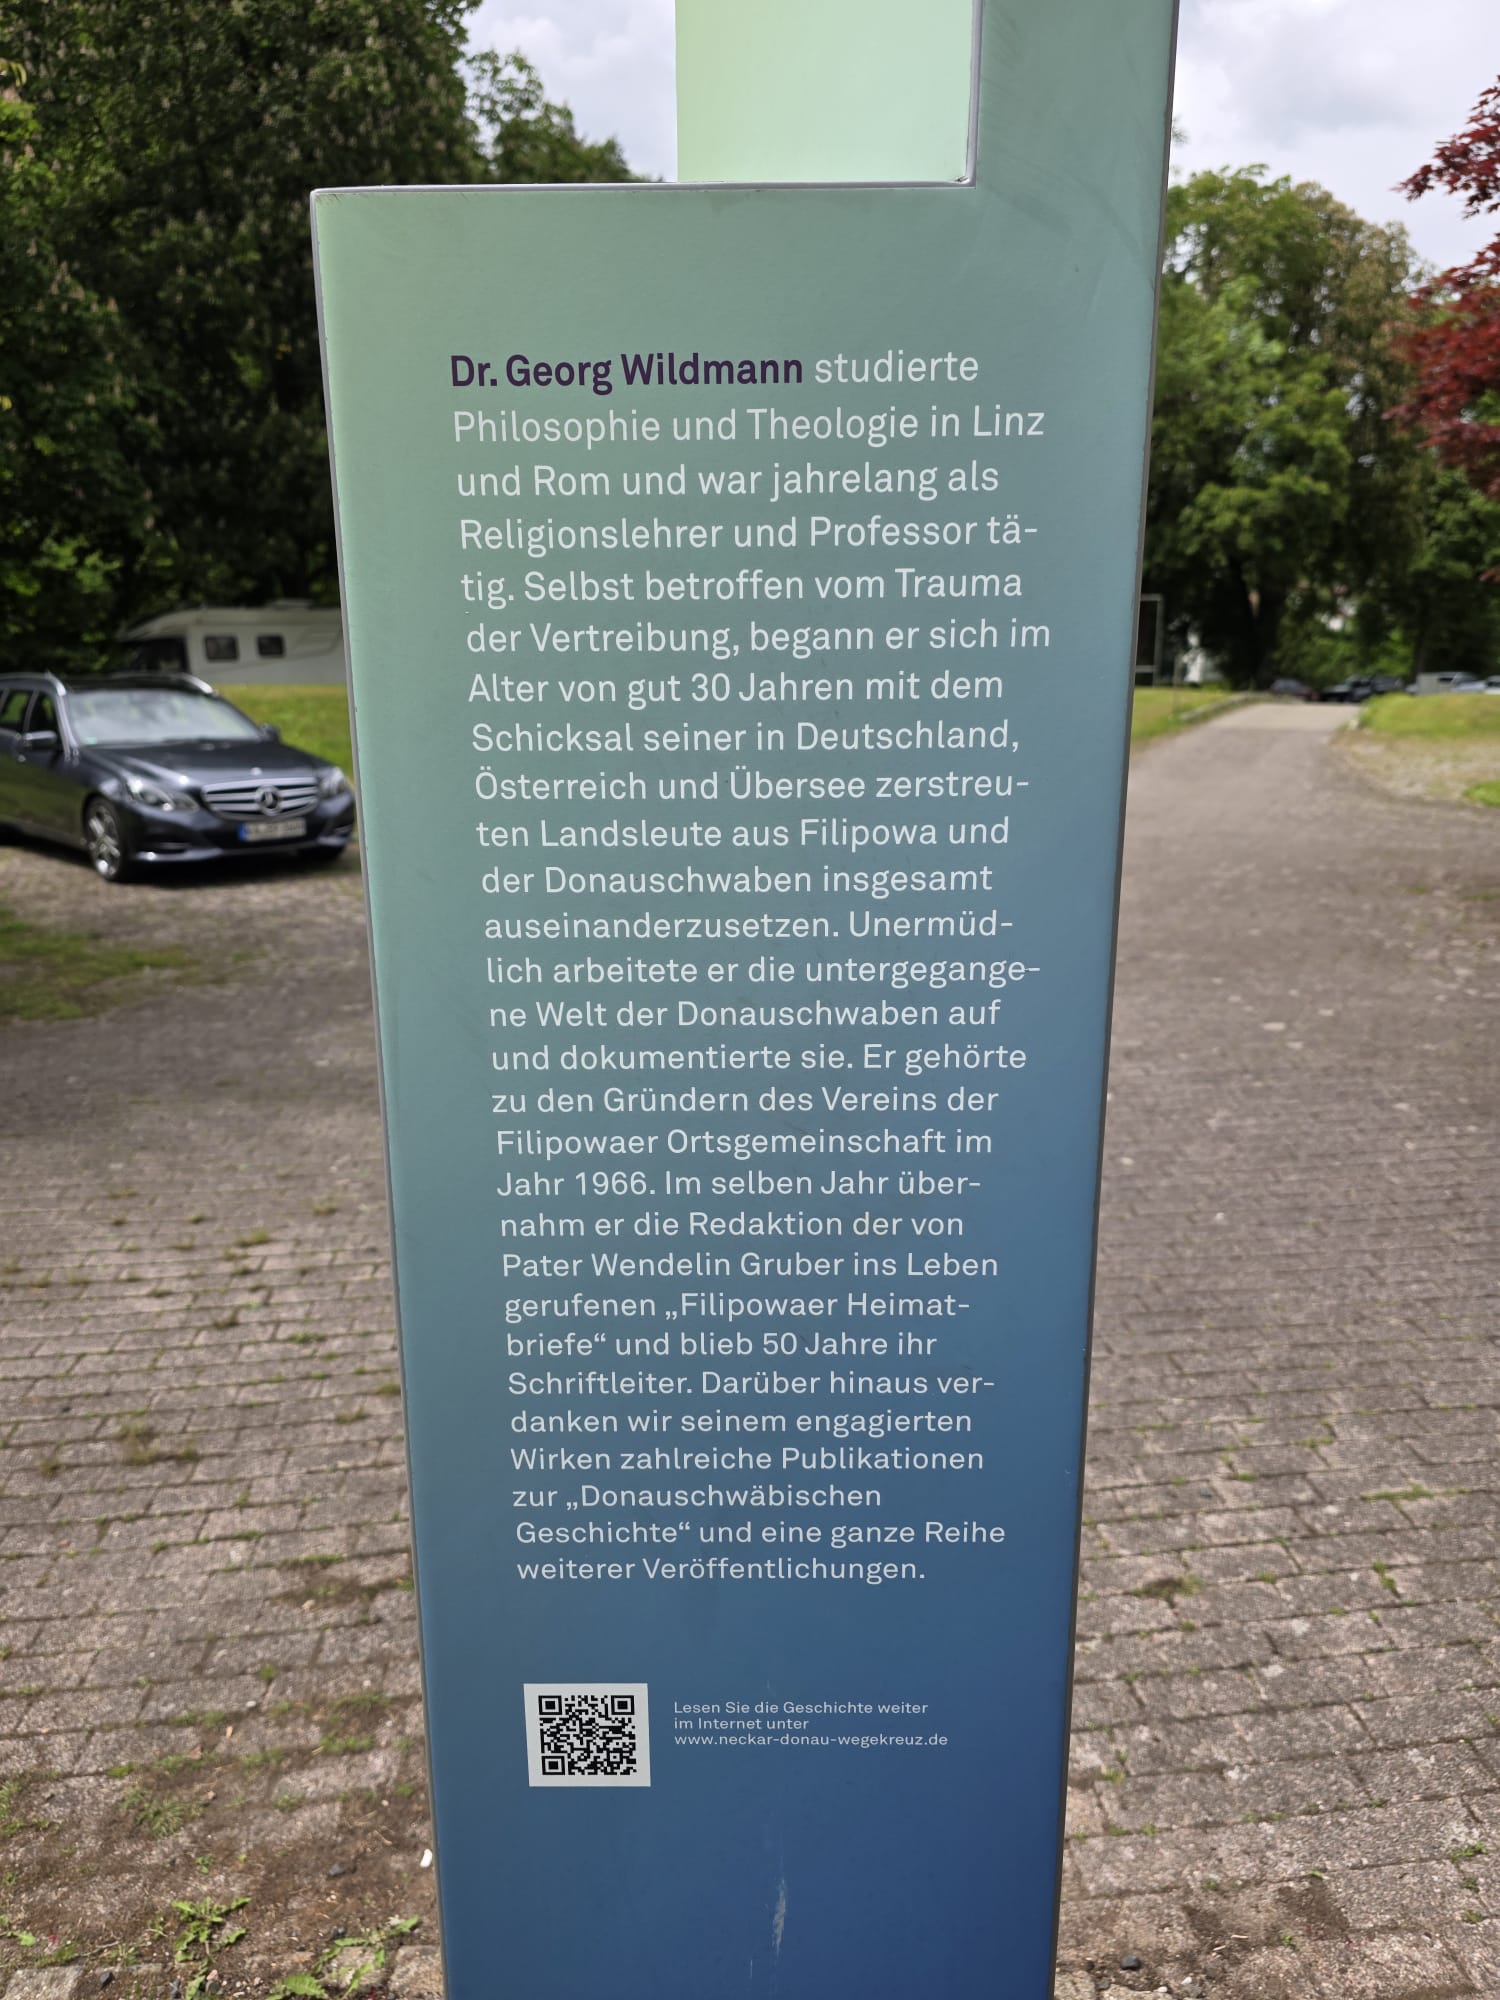 Dr. Georg Wildmann studierte
Philosophie und Theologie in Linz
und Rom und war jahrelang als
Religionslehrer und Professor tä-
tig. Selbst betroffen vom Trauma
der Vertreibung, begann er sich im
Alter von gut 30 Jahren mit dem
Schicksal seiner in Deutschland,
Österreich und Übersee zerstreu-
ten Landsleute aus Filipowa und
der Donauschwaben insgesamt
auseinanderzusetzen. Unermüd-
lich arbeitete er die untergegange-
ne Welt der Donauschwaben auf
und dokumentierte sie. Er gehörte
zu den Gründern des Vereins der
Filipowaer Ortsgemeinschaft im
Jahr 1966. Im selben Jahr über-
nahm er die Redaktion der von
Pater Wendelin Gruber ins Leben
gerufenen „Filipowaer Heimat-
briefe“ und blieb 50 Jahre ihr
Schriftleiter. Darüber hinaus ver-
danken wir seinem engagierten
Wirken zahlreiche Publikationen
zur „Donauschwäbischen
Geschichte“ und eine ganze Reihe
weiterer Veröffentlichungen.
Lesen Sie die Geschichte weiter
im Internet unter
www.neckar-donau-wegekreuz.de